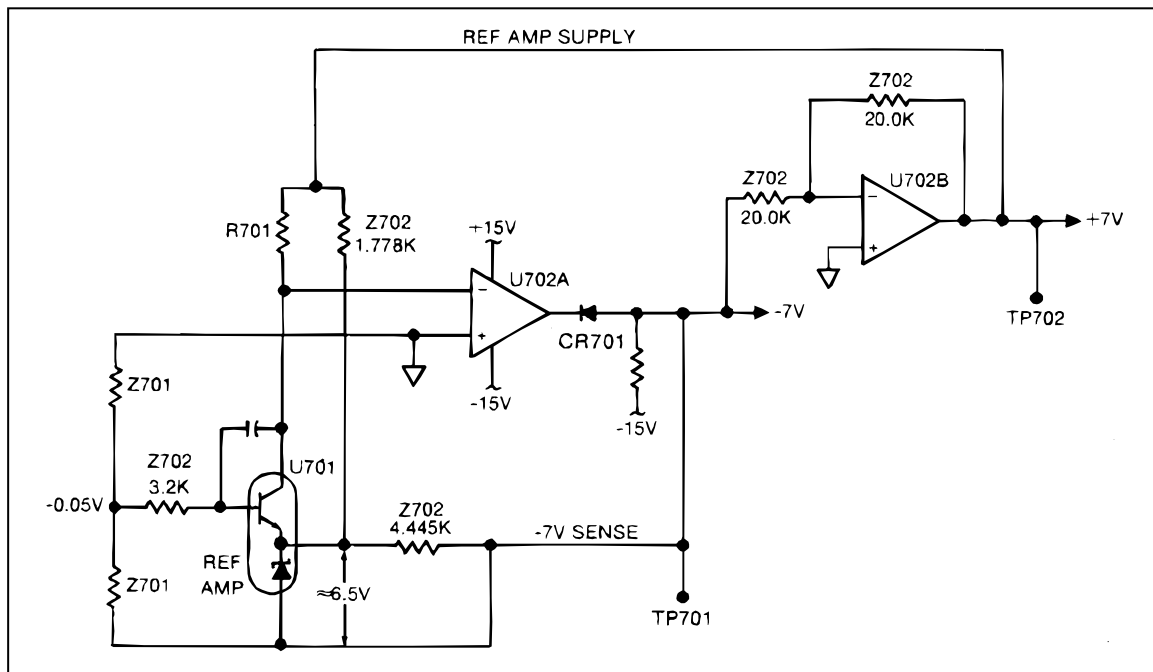 REF AMP SUPPLY
Z702
20.0K
Z702
20.0K
U702B
−
+
+7V
TP702
R701
Z702
1.778K
+15V
U702A
−
+
CR701
-7V
-15V
-15V
Z701
Z702
3.2K
-0.05V
U701
REF
AMP
Z702
4.445K
-7V SENSE
Z701
≈6.5V
TP701